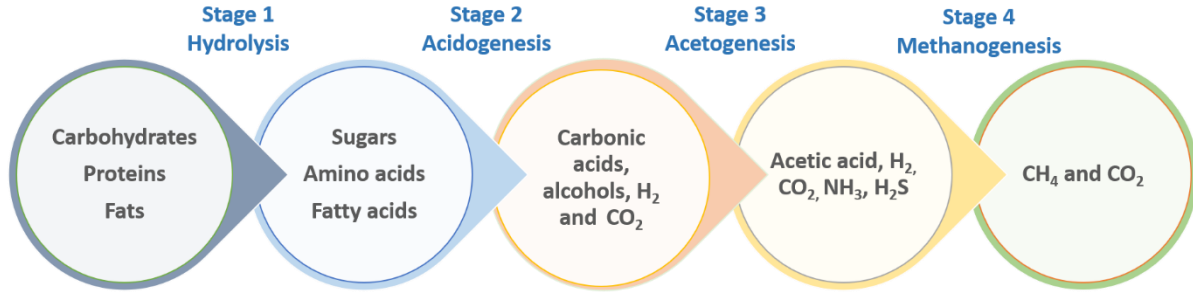 Stage 1
Hydrolysis
Stage 2
Acidogenesis
Stage 3
Acetogenesis
Stage 4
Methanogenesis
Carbohydrates
Proteins
Fats
Sugars
Amino acids
Fatty acids
Carbonic
acids,
alcohols, H₂
and CO₂
Acetic acid, H₂,
CO₂, NH₃, H₂S
CH₄ and CO₂